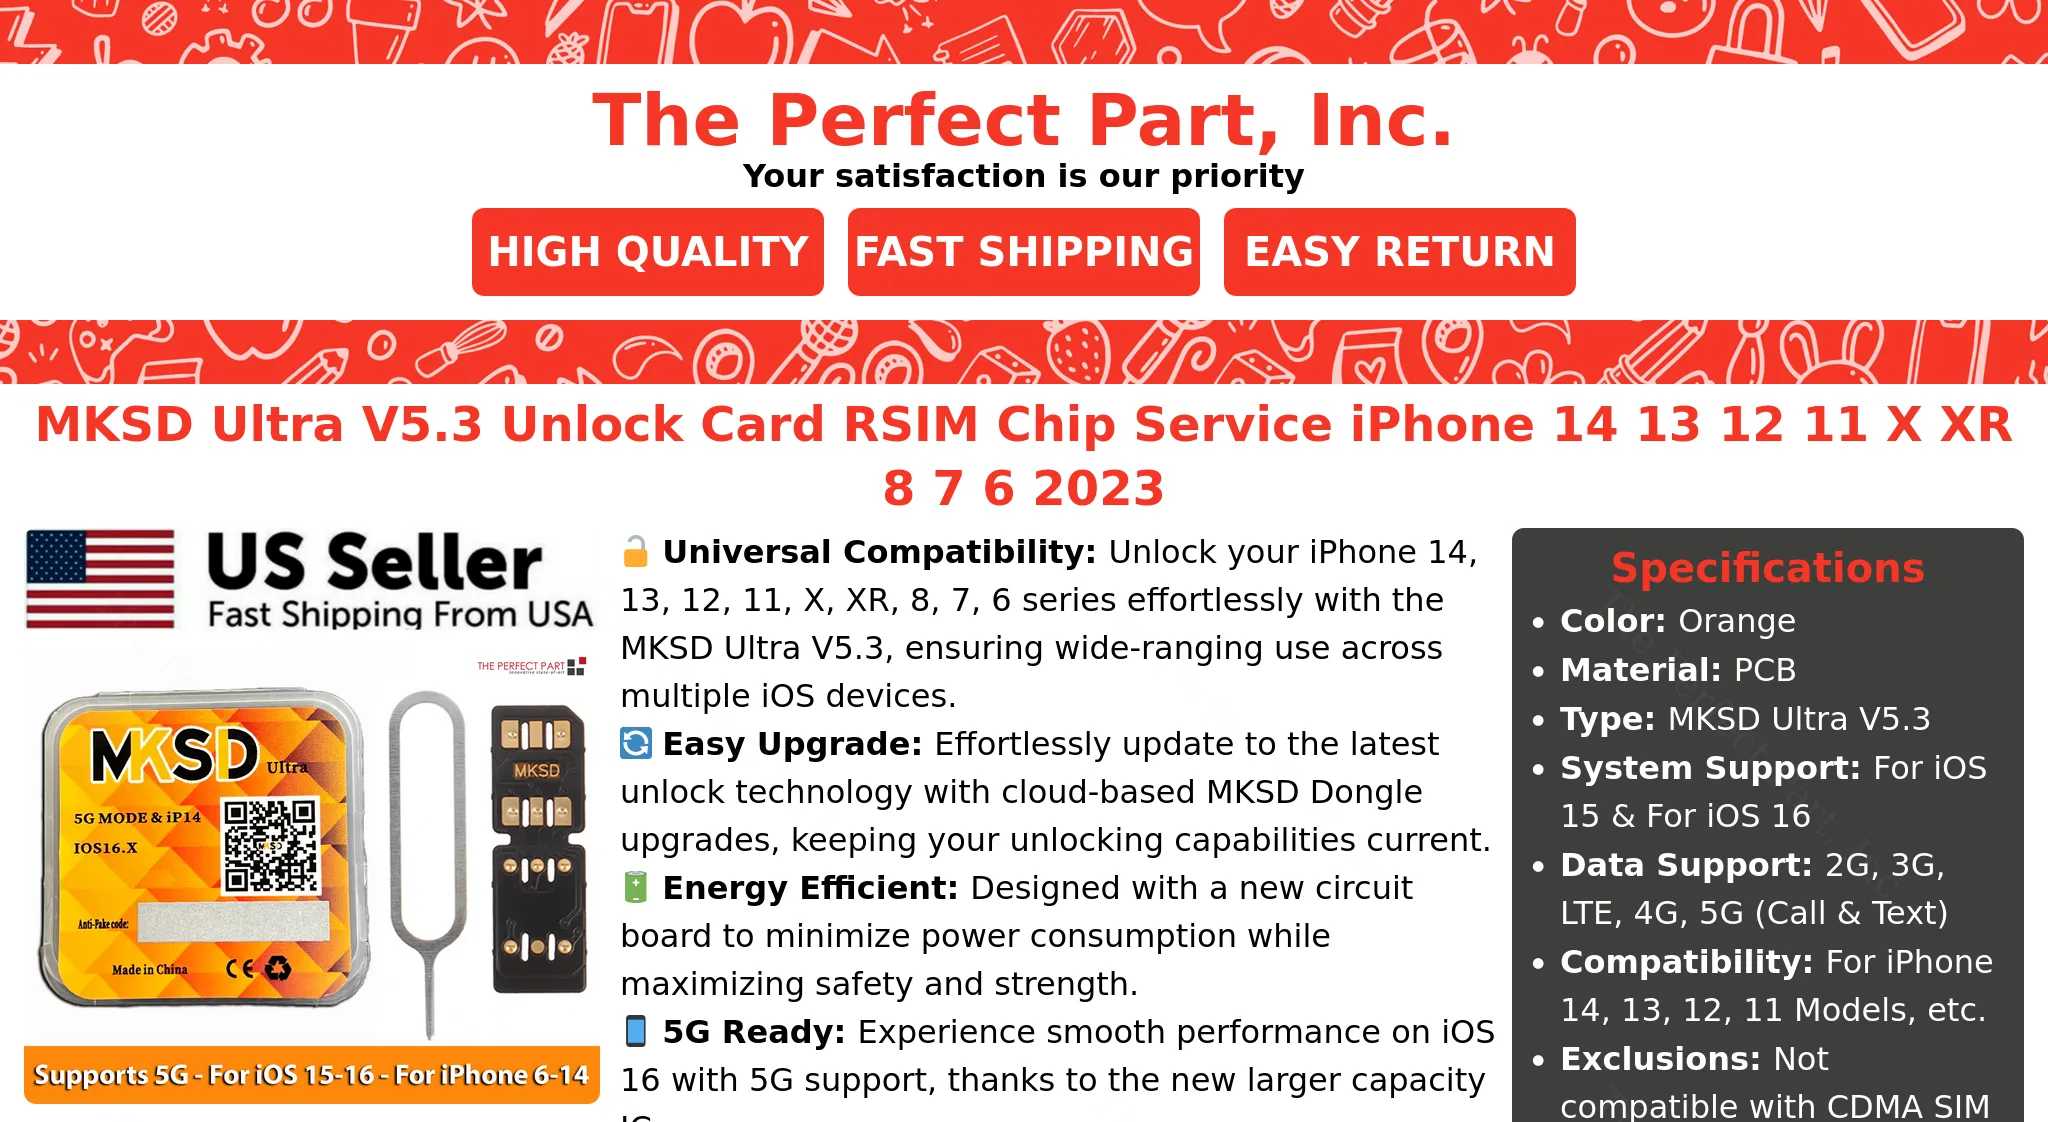 The Perfect Part, Inc.
Your satisfaction is our priority
HIGH QUALITY
FAST SHIPPING
EASY RETURN
MKSD Ultra V5.3 Unlock Card RSIM Chip Service iPhone 14 13 12 11 X XR
8 7 6 2023
US Seller
Fast Shipping From USA
THE PERFECT PART
innovative state-of-art
MKSD Ultra
5G MODE & iP14
IOS16.X
MKSD
Anti-Fake code:
Made in China
CE
MKSD
Supports 5G - For iOS 15-16 - For iPhone 6-14
🔓 Universal Compatibility: Unlock your iPhone 14,
13, 12, 11, X, XR, 8, 7, 6 series effortlessly with the
MKSD Ultra V5.3, ensuring wide-ranging use across
multiple iOS devices.
🔄 Easy Upgrade: Effortlessly update to the latest
unlock technology with cloud-based MKSD Dongle
upgrades, keeping your unlocking capabilities current.
🔋 Energy Efficient: Designed with a new circuit
board to minimize power consumption while
maximizing safety and strength.
📱 5G Ready: Experience smooth performance on iOS
16 with 5G support, thanks to the new larger capacity
Specifications
• Color: Orange
• Material: PCB
• Type: MKSD Ultra V5.3
• System Support: For iOS
15 & For iOS 16
• Data Support: 2G, 3G,
LTE, 4G, 5G (Call & Text)
• Compatibility: For iPhone
14, 13, 12, 11 Models, etc.
• Exclusions: Not
compatible with CDMA SIM